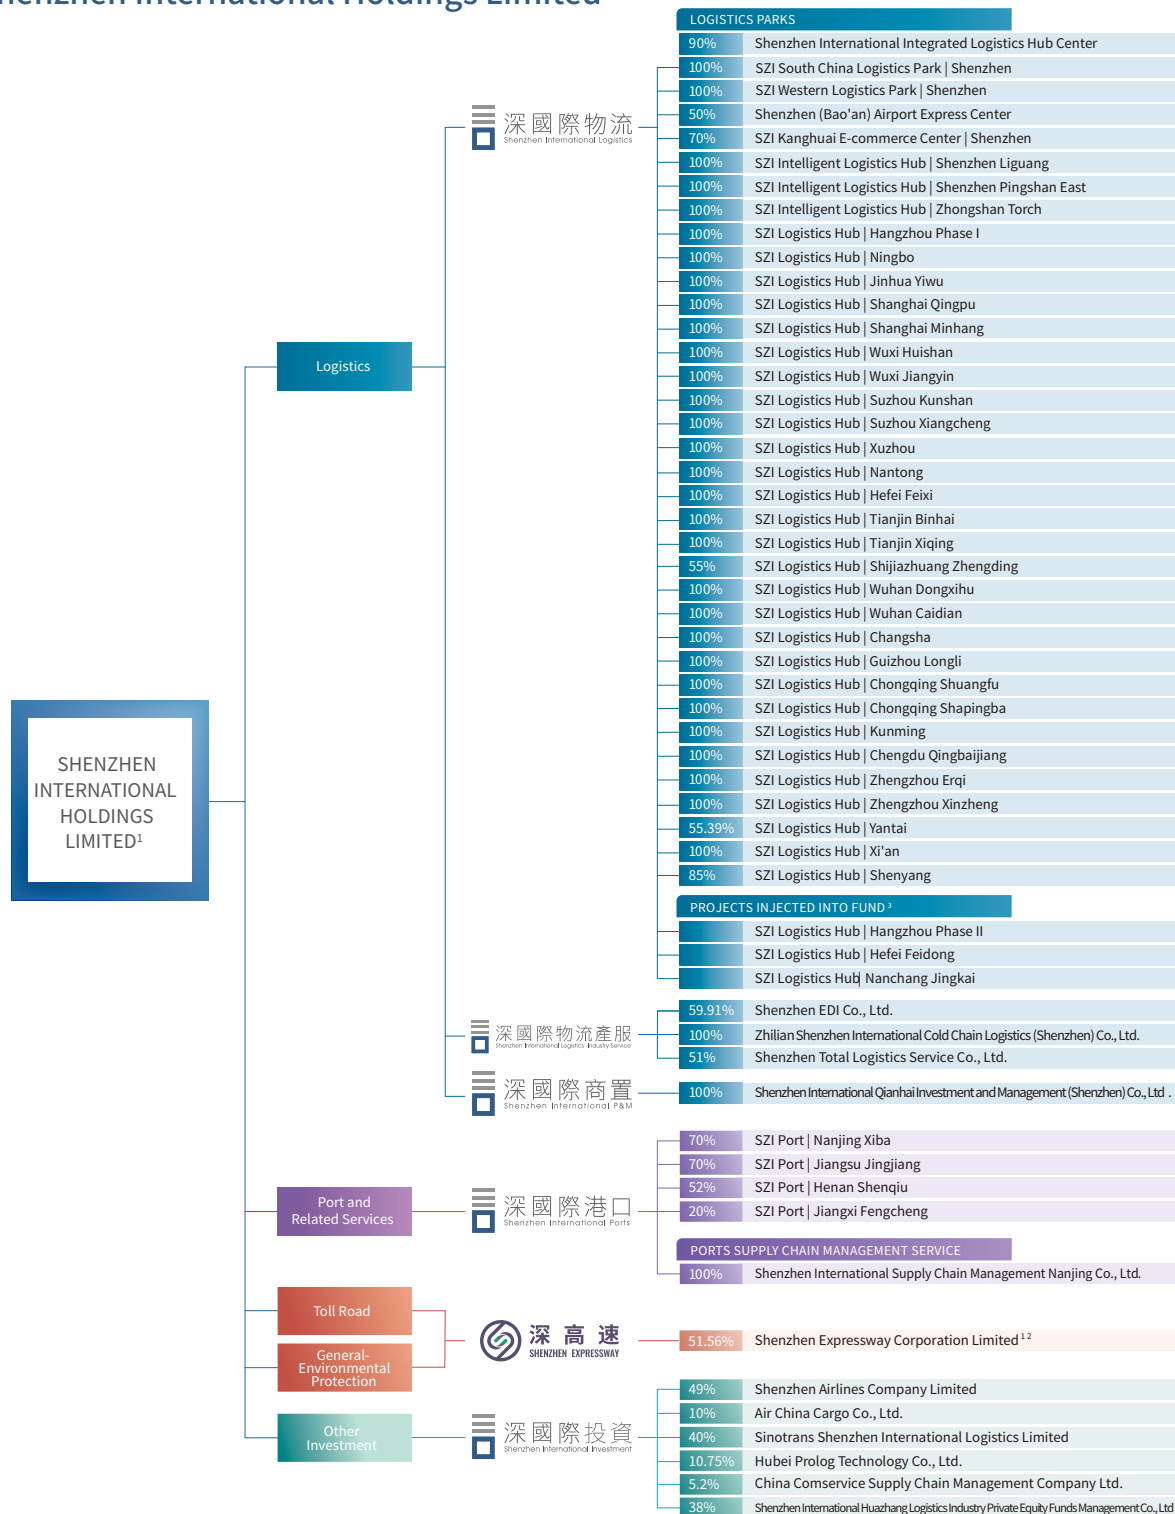 Shenzhen International Holdings Limited
SHENZHEN
INTERNATIONAL
HOLDINGS
LIMITED1
Logistics
深國際物流
Shenzhen International Logistics
LOGISTICS PARKS
90% Shenzhen International Integrated Logistics Hub Center
100% SZI South China Logistics Park | Shenzhen
100% SZI Western Logistics Park | Shenzhen
50% Shenzhen (Bao'an) Airport Express Center
70% SZI Kanghuai E-commerce Center | Shenzhen
100% SZI Intelligent Logistics Hub | Shenzhen Liguang
100% SZI Intelligent Logistics Hub | Shenzhen Pingshan East
100% SZI Intelligent Logistics Hub | Zhongshan Torch
100% SZI Logistics Hub | Hangzhou Phase I
100% SZI Logistics Hub | Ningbo
100% SZI Logistics Hub | Jinhua Yiwu
100% SZI Logistics Hub | Shanghai Qingpu
100% SZI Logistics Hub | Shanghai Minhang
100% SZI Logistics Hub | Wuxi Huishan
100% SZI Logistics Hub | Wuxi Jiangyin
100% SZI Logistics Hub | Suzhou Kunshan
100% SZI Logistics Hub | Suzhou Xiangcheng
100% SZI Logistics Hub | Xuzhou
100% SZI Logistics Hub | Nantong
100% SZI Logistics Hub | Hefei Feixi
100% SZI Logistics Hub | Tianjin Binhai
100% SZI Logistics Hub | Tianjin Xiqing
55% SZI Logistics Hub | Shijiazhuang Zhengding
100% SZI Logistics Hub | Wuhan Dongxihu
100% SZI Logistics Hub | Wuhan Caidian
100% SZI Logistics Hub | Changsha
100% SZI Logistics Hub | Guizhou Longli
100% SZI Logistics Hub | Chongqing Shuangfu
100% SZI Logistics Hub | Chongqing Shapingba
100% SZI Logistics Hub | Kunming
100% SZI Logistics Hub | Chengdu Qingbaijiang
100% SZI Logistics Hub | Zhengzhou Erqi
100% SZI Logistics Hub | Zhengzhou Xinzheng
55.39% SZI Logistics Hub | Yantai
100% SZI Logistics Hub | Xi'an
85% SZI Logistics Hub | Shenyang
PROJECTS INJECTED INTO FUND 3
SZI Logistics Hub | Hangzhou Phase II
SZI Logistics Hub | Hefei Feidong
SZI Logistics Hub | Nanchang Jingkai
深國際物流產服
Shenzhen International Logistics Industry Service
59.91% Shenzhen EDI Co., Ltd.
100% Zhilian Shenzhen International Cold Chain Logistics (Shenzhen) Co., Ltd.
51% Shenzhen Total Logistics Service Co., Ltd.
深國際商置
Shenzhen International P&M
100% Shenzhen International Qianhai Investment and Management (Shenzhen) Co., Ltd .
Port and
Related Services
深國際港口
Shenzhen International Ports
70% SZI Port | Nanjing Xiba
70% SZI Port | Jiangsu Jingjiang
52% SZI Port | Henan Shenqiu
20% SZI Port | Jiangxi Fengcheng
PORTS SUPPLY CHAIN MANAGEMENT SERVICE
100% Shenzhen International Supply Chain Management Nanjing Co., Ltd.
Toll Road
General-
Environmental
Protection
深高速
SHENZHEN EXPRESSWAY
51.56% Shenzhen Expressway Corporation Limited 1 2
Other
Investment
深國際投資
Shenzhen International Investment
49% Shenzhen Airlines Company Limited
10% Air China Cargo Co., Ltd.
40% Sinotrans Shenzhen International Logistics Limited
10.75% Hubei Prolog Technology Co., Ltd.
5.2% China Comservice Supply Chain Management Company Ltd.
38% Shenzhen International Huazhang Logistics Industry Private Equity Funds Management Co., Ltd